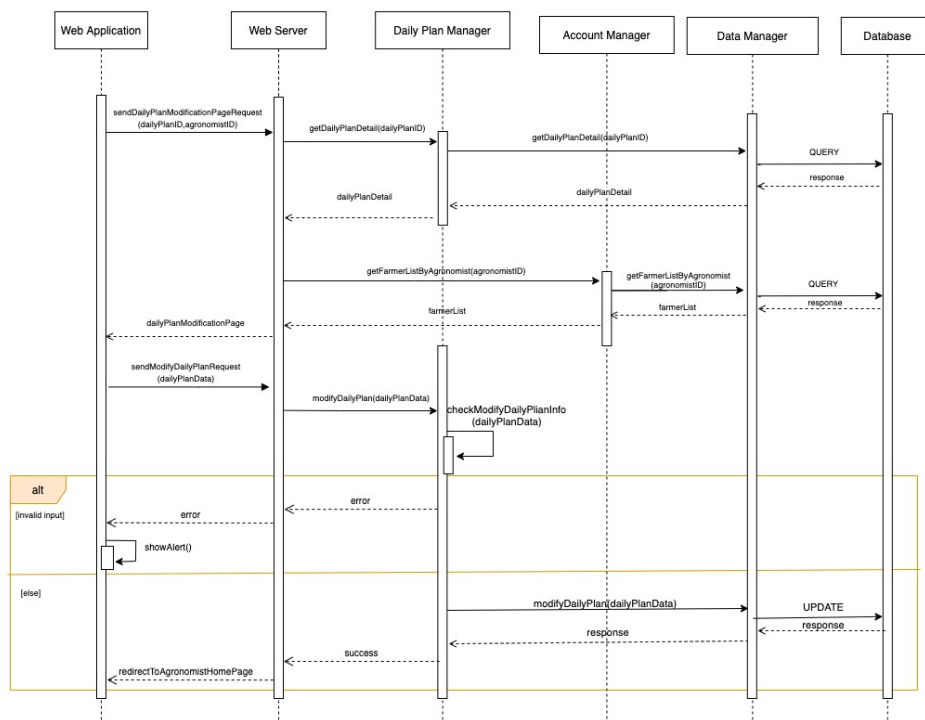 Web Application
Web Server
Daily Plan Manager
Account Manager
Data Manager
Database
sendDailyPlanModificationPageRequest
(dailyPlanID,agronomistID)
getDailyPlanDetail(dailyPlanID)
getDailyPlanDetail(dailyPlanID)
QUERY
response
dailyPlanDetail
dailyPlanDetail
getFarmerListByAgronomist(agronomistID)
getFarmerListByAgronomist
(agronomistID)
QUERY
response
farmerList
farmerList
dailyPlanModificationPage
sendModifyDailyPlanRequest
(dailyPlanData)
modifyDailyPlan(dailyPlanData)
checkModifyDailyPlianInfo
(dailyPlanData)
alt
[invalid input]
error
error
showAlert()
[else]
modifyDailyPlan(dailyPlanData)
UPDATE
response
response
success
redirectToAgronomistHomePage